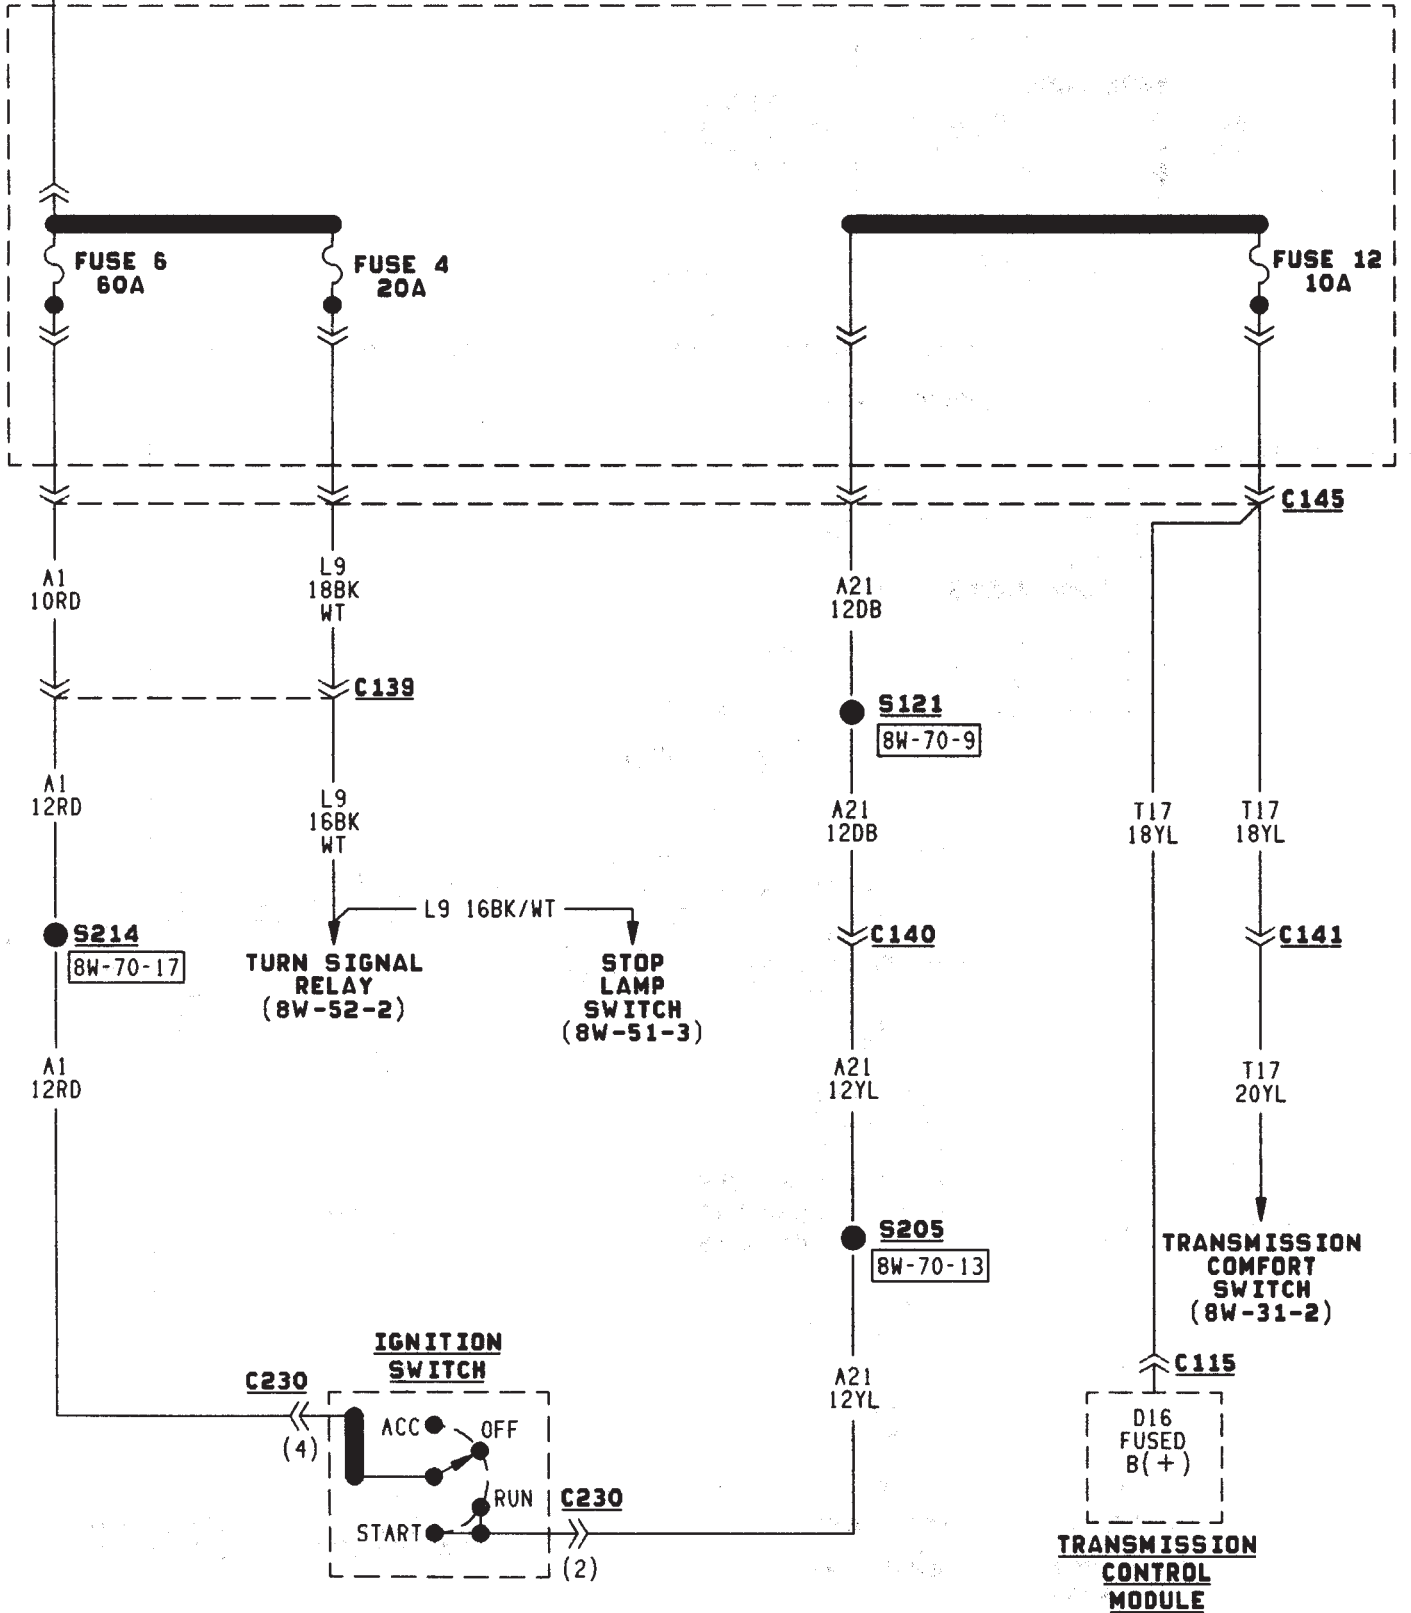 FUSE 6
60A
FUSE 4
20A
FUSE 12
10A
C145
A1
10RD
L9
18BK
WT
A21
12DB
C139
S121
8W-70-9
A1
12RD
L9
16BK
WT
A21
12DB
T17
18YL
T17
18YL
L9 16BK/WT
S214
8W-70-17
TURN SIGNAL
RELAY
(8W-52-2)
STOP
LAMP
SWITCH
(8W-51-3)
C140
C141
A1
12RD
A21
12YL
T17
20YL
S205
8W-70-13
TRANSMISSION
COMFORT
SWITCH
(8W-31-2)
IGNITION
SWITCH
C230
(4)
ACC
OFF
RUN
START
C230
(2)
A21
12YL
C115
D16
FUSED
B(+)
TRANSMISSION
CONTROL
MODULE